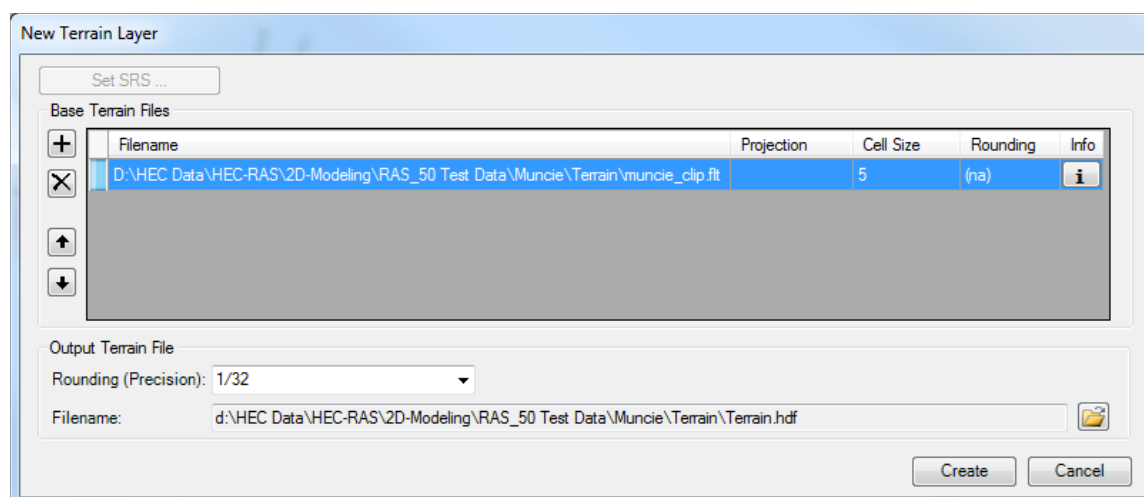 New Terrain Layer
Set SRS ...
Base Terrain Files
Filename Projection Cell Size Rounding Info
D:\HEC Data\HEC-RAS\2D-Modeling\RAS_50 Test Data\Muncie\Terrain\muncie_clip.flt 5 (na) i
Output Terrain File
Rounding (Precision): 1/32
Filename: d:\HEC Data\HEC-RAS\2D-Modeling\RAS_50 Test Data\Muncie\Terrain\Terrain.hdf
Create Cancel